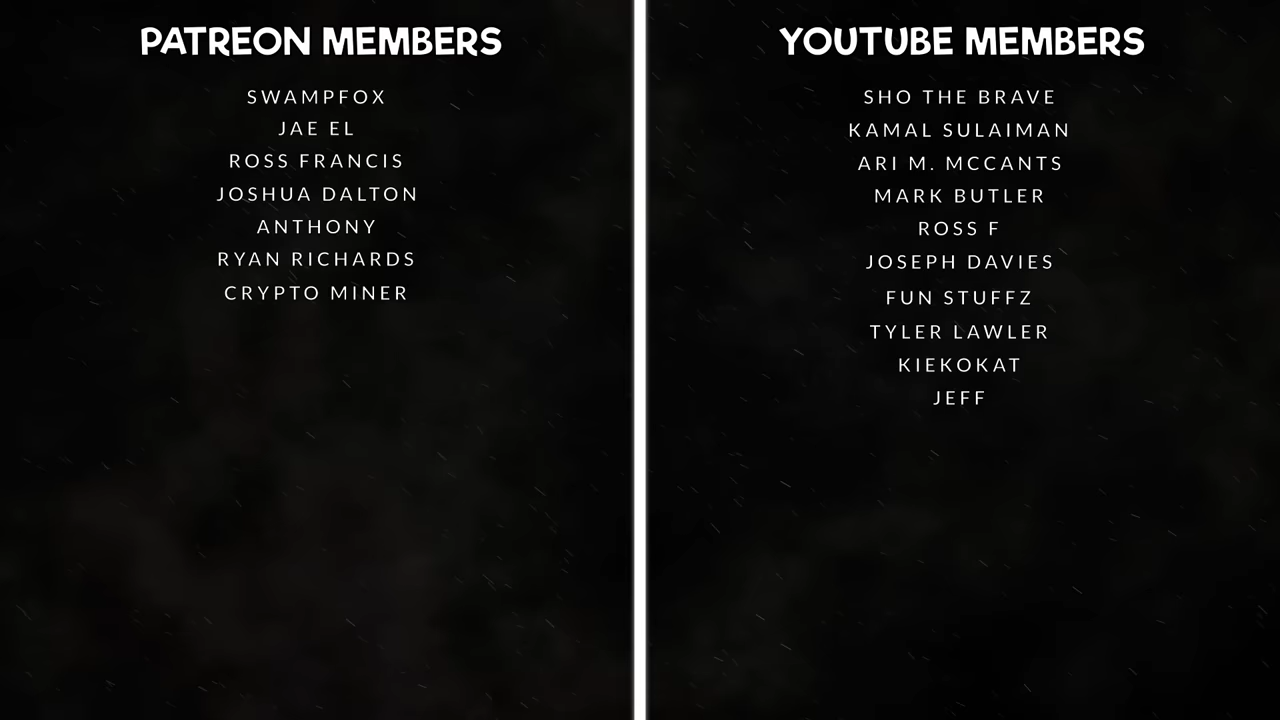 PATREON MEMBERS
SWAMPFOX
JAE EL
ROSS FRANCIS
JOSHUA DALTON
ANTHONY
RYAN RICHARDS
CRYPTO MINER
YOUTUBE MEMBERS
SHO THE BRAVE
KAMAL SULAIMAN
ARI M. MCCANTS
MARK BUTLER
ROSS F
JOSEPH DAVIES
FUN STUFFZ
TYLER LAWLER
KIEKOKAT
JEFF